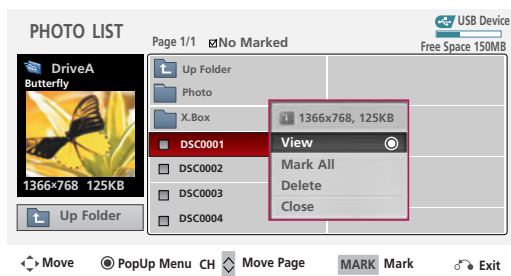 PHOTO LIST
Page 1/1 No Marked
USB Device
Free Space 150MB
DriveA
Butterfly
1366x768 125KB
Up Folder
Up Folder
Photo
X.Box
DSC0001
DSC0002
DSC0003
DSC0004
1366x768, 125KB
View
Mark All
Delete
Close
Move PopUp Menu CH Move Page MARK Mark Exit